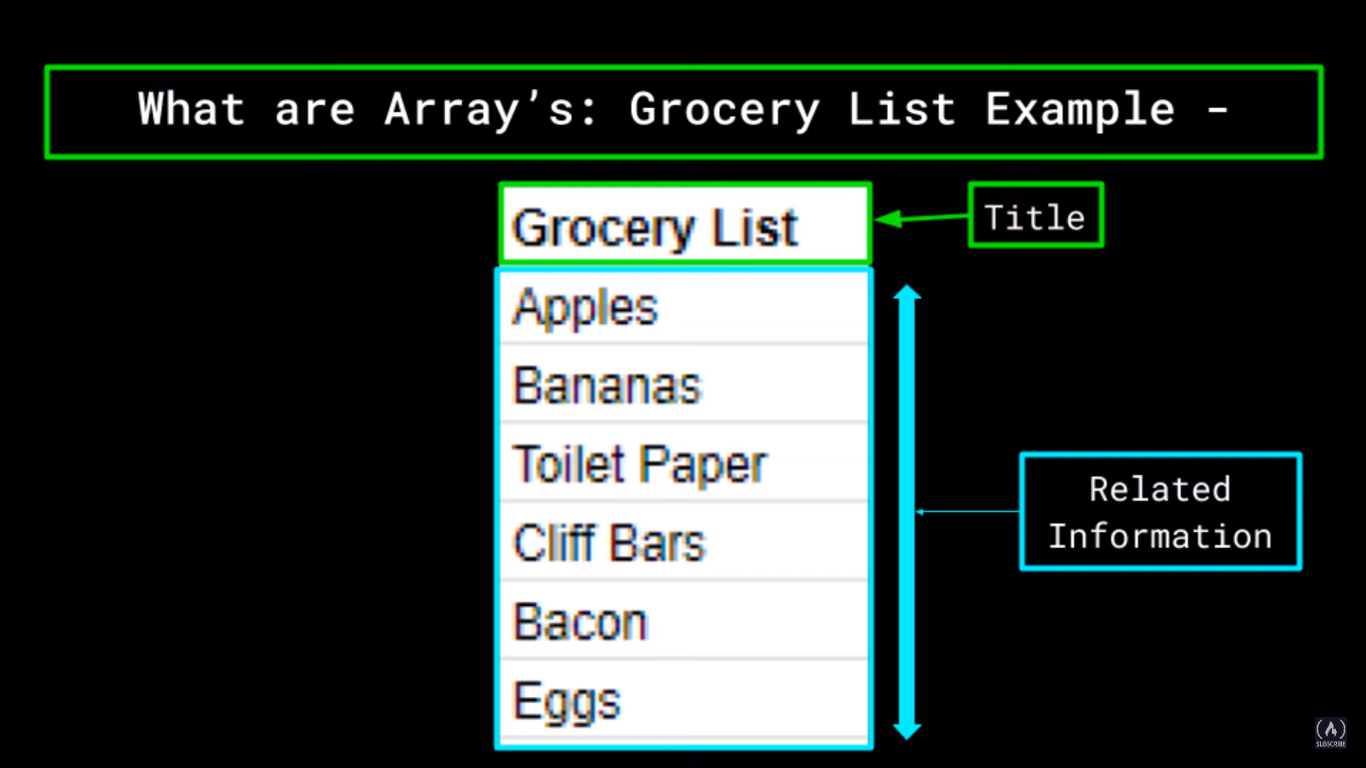 What are Array’s: Grocery List Example -
Grocery List
Title
Apples
Bananas
Toilet Paper
Cliff Bars
Bacon
Eggs
Related
Information
SUBSCRIBE